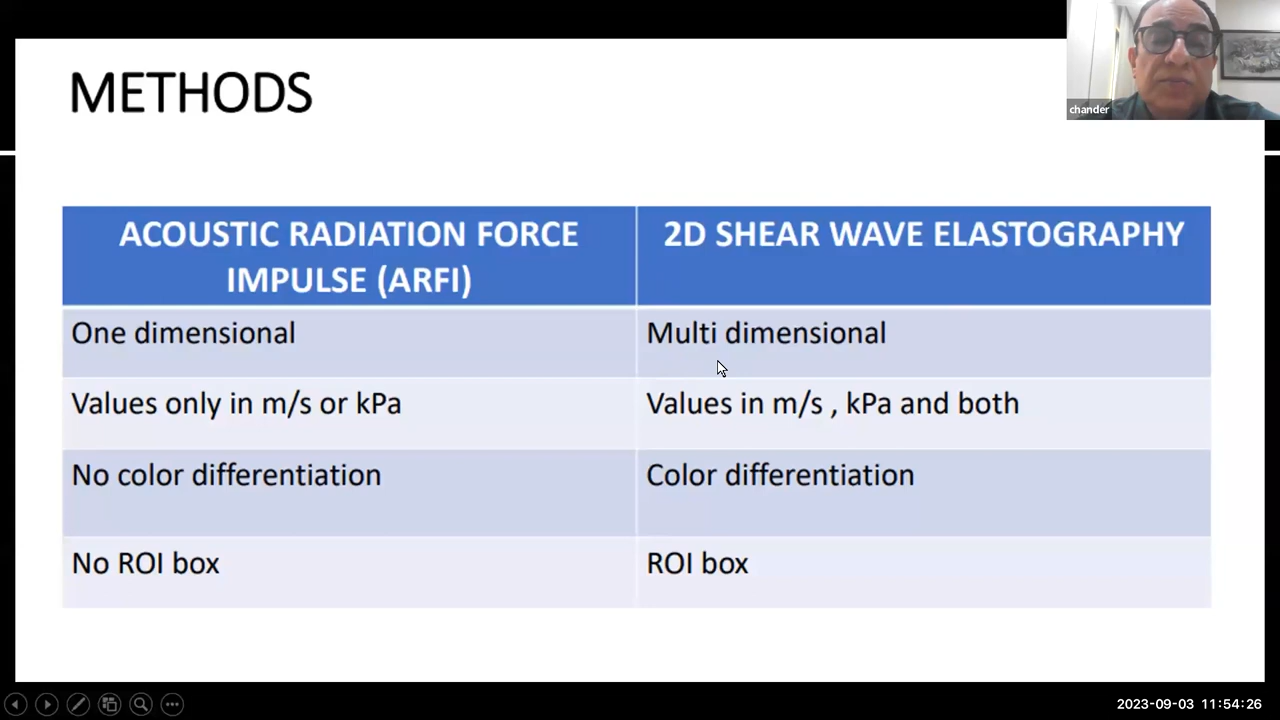 METHODS
chander
ACOUSTIC RADIATION FORCE
IMPULSE (ARFI)
2D SHEAR WAVE ELASTOGRAPHY
One dimensional
Multi dimensional
Values only in m/s or kPa
Values in m/s , kPa and both
No color differentiation
Color differentiation
No ROI box
ROI box
2023-09-03 11:54:26